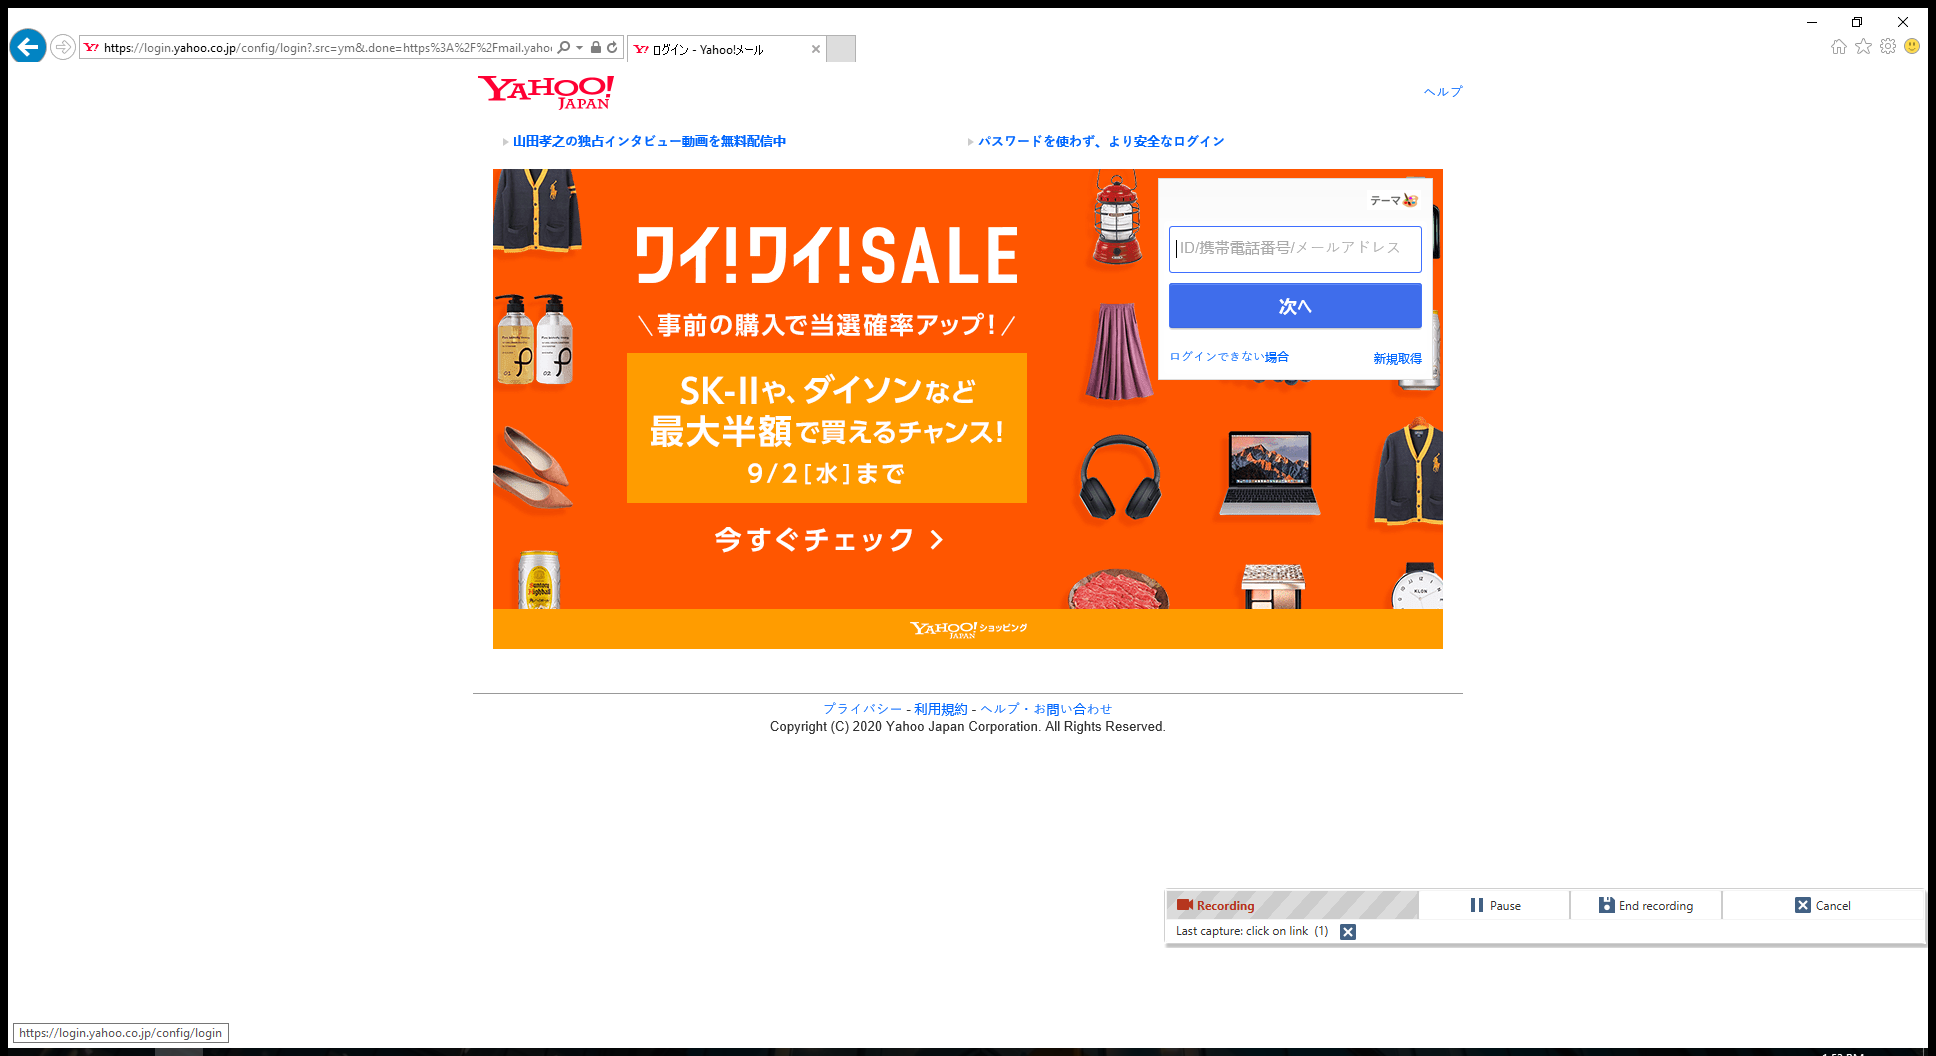 https://login.yahoo.co.jp/config/login?.src=ym&.done=https%3A%2F%2Fmail.yahoo
ログイン - Yahoo!メール
YAHOO!
JAPAN
ヘルプ
山田孝之の独占インタビュー動画を無料配信中
パスワードを使わず、より安全なログイン
テーマ
ID/携帯電話番号/メールアドレス
次へ
ログインできない場合
新規取得
ワイ!ワイ!SALE
\事前の購入で当選確率アップ!/
SK-IIや、ダイソンなど
最大半額で買えるチャンス!
9/2[水]まで
今すぐチェック
02
02
Suntory
Highball
KLON
YAHOO!
JAPAN
ショッピング
プライバシー - 利用規約 - ヘルプ・お問い合わせ
Copyright (C) 2020 Yahoo Japan Corporation. All Rights Reserved.
Recording
Pause
End recording
Cancel
Last capture: click on link (1)
https://login.yahoo.co.jp/config/login